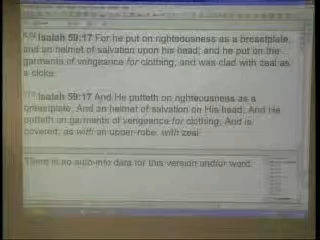 Isaiah 59:17 For he put on righteousness as a breastplate,
and an helmet of salvation upon his head; and he put on the
garments of vengeance for clothing, and was clad with zeal as
a cloke.
Isaiah 59:17 And He putteth on righteousness as a
breastplate, And an helmet of salvation on His head, And He
putteth on garments of vengeance for clothing, And is
covered, as with an upper-robe, with zeal.
There is no auto-info data for this version and/or word.